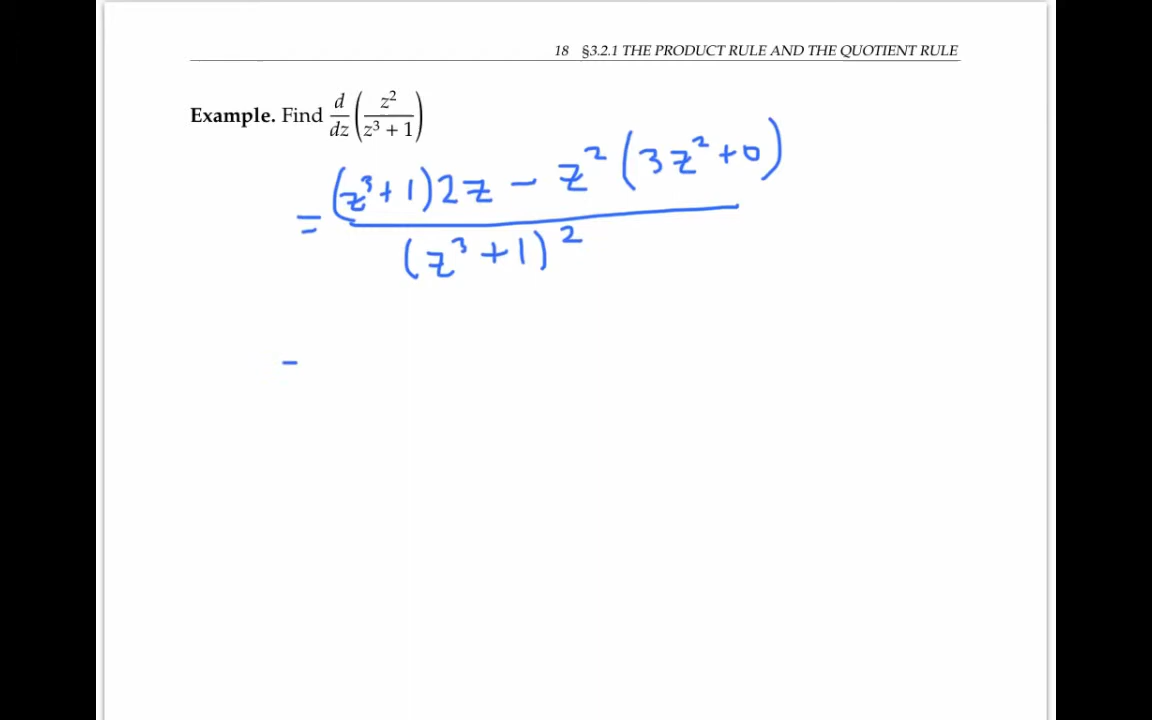 18 §3.2.1 THE PRODUCT RULE AND THE QUOTIENT RULE
Example. Find d/dz (z²/(z³ + 1))
= ((z³+1)2z − z²(3z²+0))/(z³+1)²
−